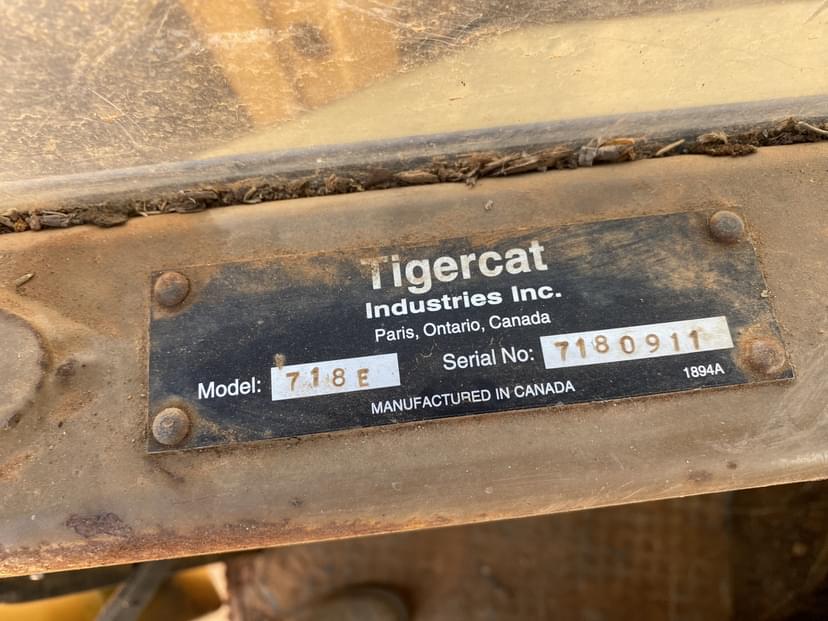 Tigercat
Industries Inc.
Paris, Ontario, Canada
Model: 718E Serial No: 7180911
MANUFACTURED IN CANADA 1894A